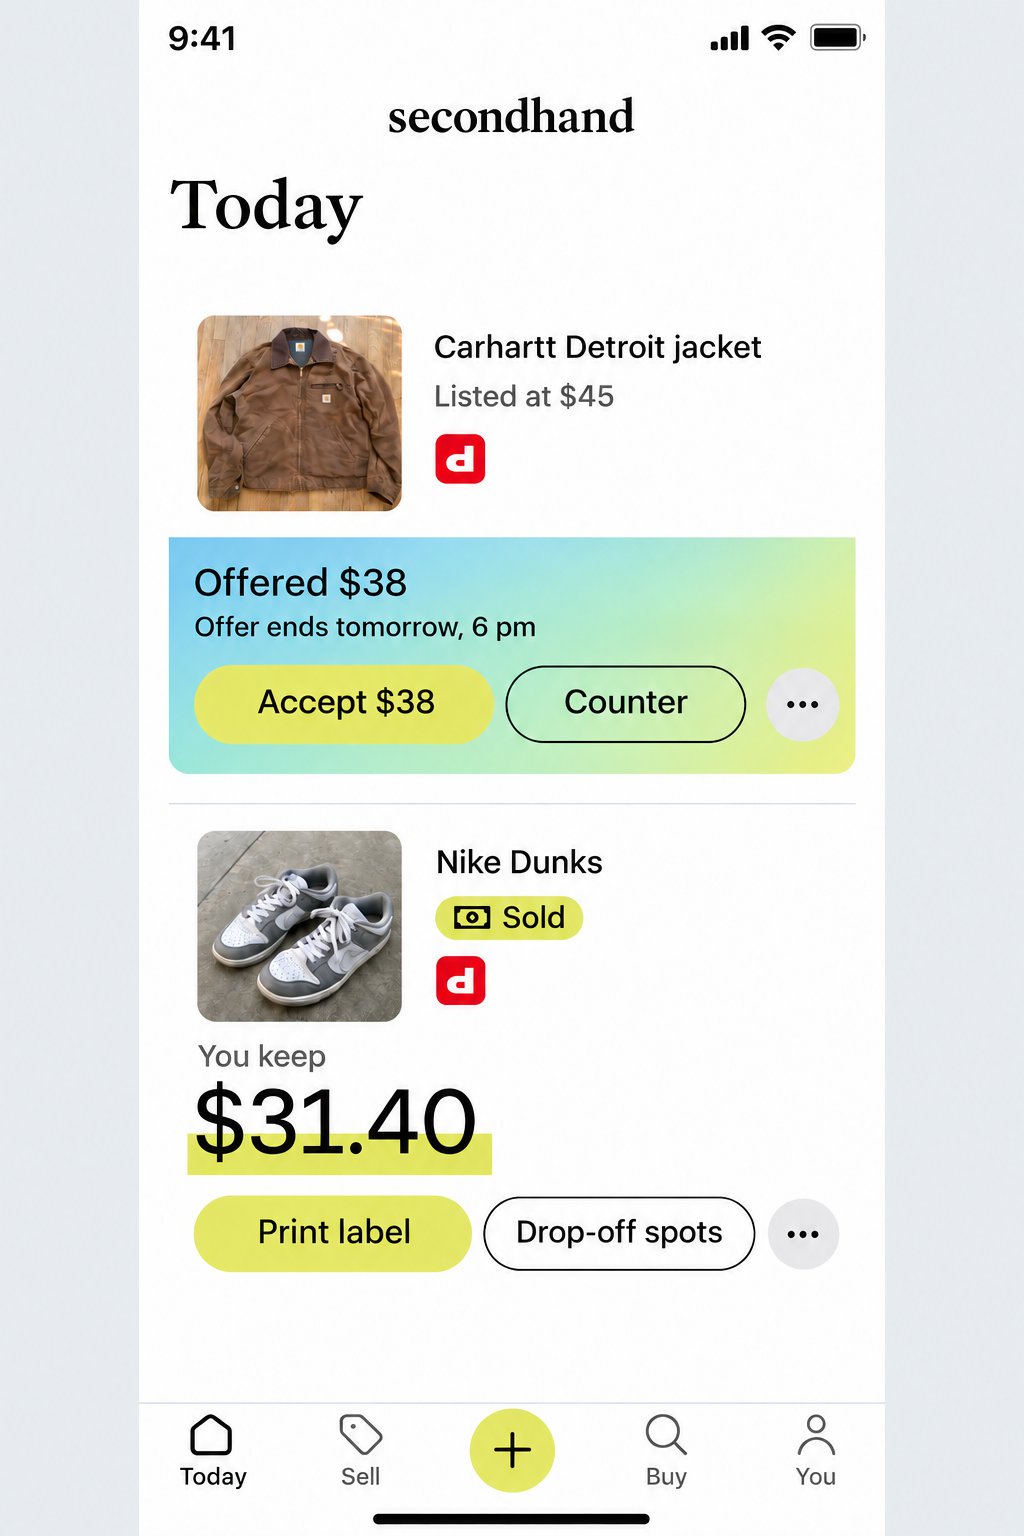 9:41
secondhand
Today
Carhartt Detroit jacket
Listed at $45
d
Offered $38
Offer ends tomorrow, 6 pm
Accept $38
Counter
Nike Dunks
Sold
d
You keep
$31.40
Print label
Drop-off spots
Today
Sell
Buy
You